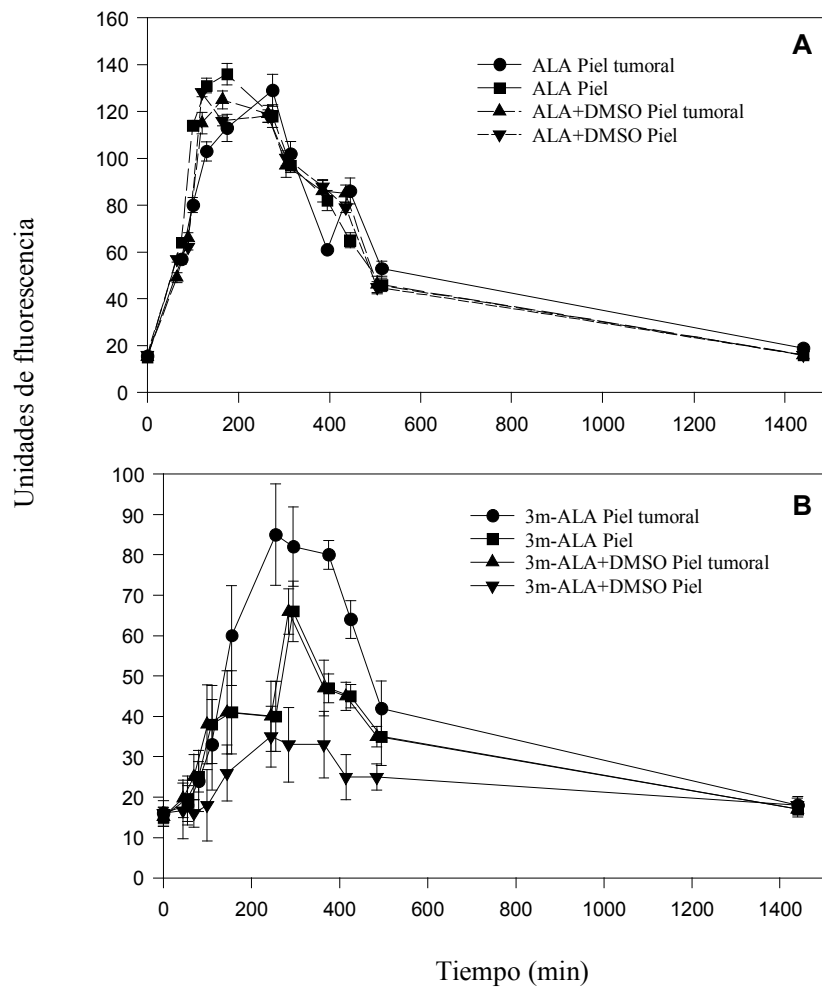 Unidades de fluorescencia
160
140
120
100
80
60
40
20
0
A
ALA Piel tumoral
ALA Piel
ALA+DMSO Piel tumoral
ALA+DMSO Piel
0 200 400 600 800 1000 1200 1400
100
90
80
70
60
50
40
30
20
10
0
B
3m-ALA Piel tumoral
3m-ALA Piel
3m-ALA+DMSO Piel tumoral
3m-ALA+DMSO Piel
0 200 400 600 800 1000 1200 1400
Tiempo (min)